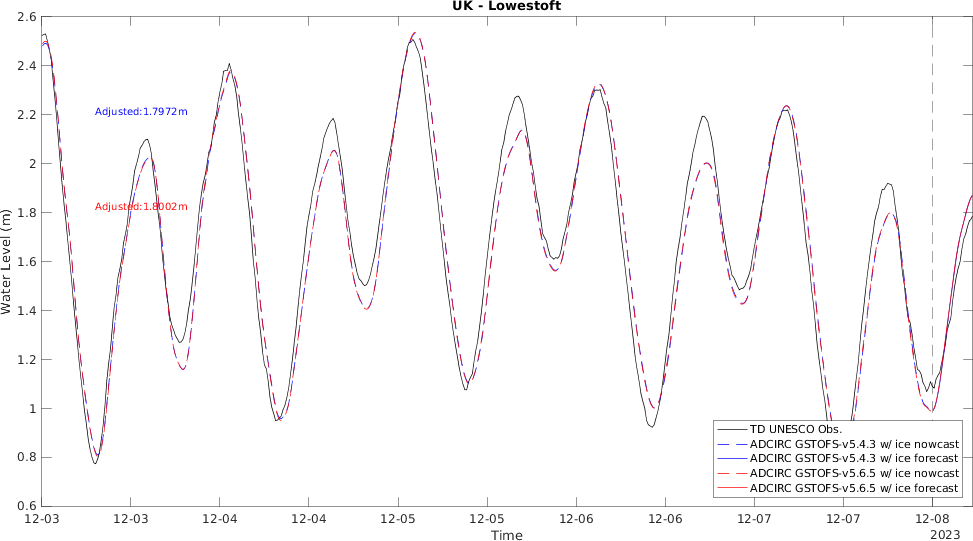 UK - Lowestoft
2.6
2.4
2.2
2
1.8
1.6
1.4
1.2
1
0.8
0.6
Water Level (m)
Adjusted:1.7972m
Adjusted:1.8002m
TD UNESCO Obs.
ADCIRC GSTOFS-v5.4.3 w/ ice nowcast
ADCIRC GSTOFS-v5.4.3 w/ ice forecast
ADCIRC GSTOFS-v5.6.5 w/ ice nowcast
ADCIRC GSTOFS-v5.6.5 w/ ice forecast
12-03 12-03 12-04 12-04 12-05 12-05 12-06 12-06 12-07 12-07 12-08
Time
2023